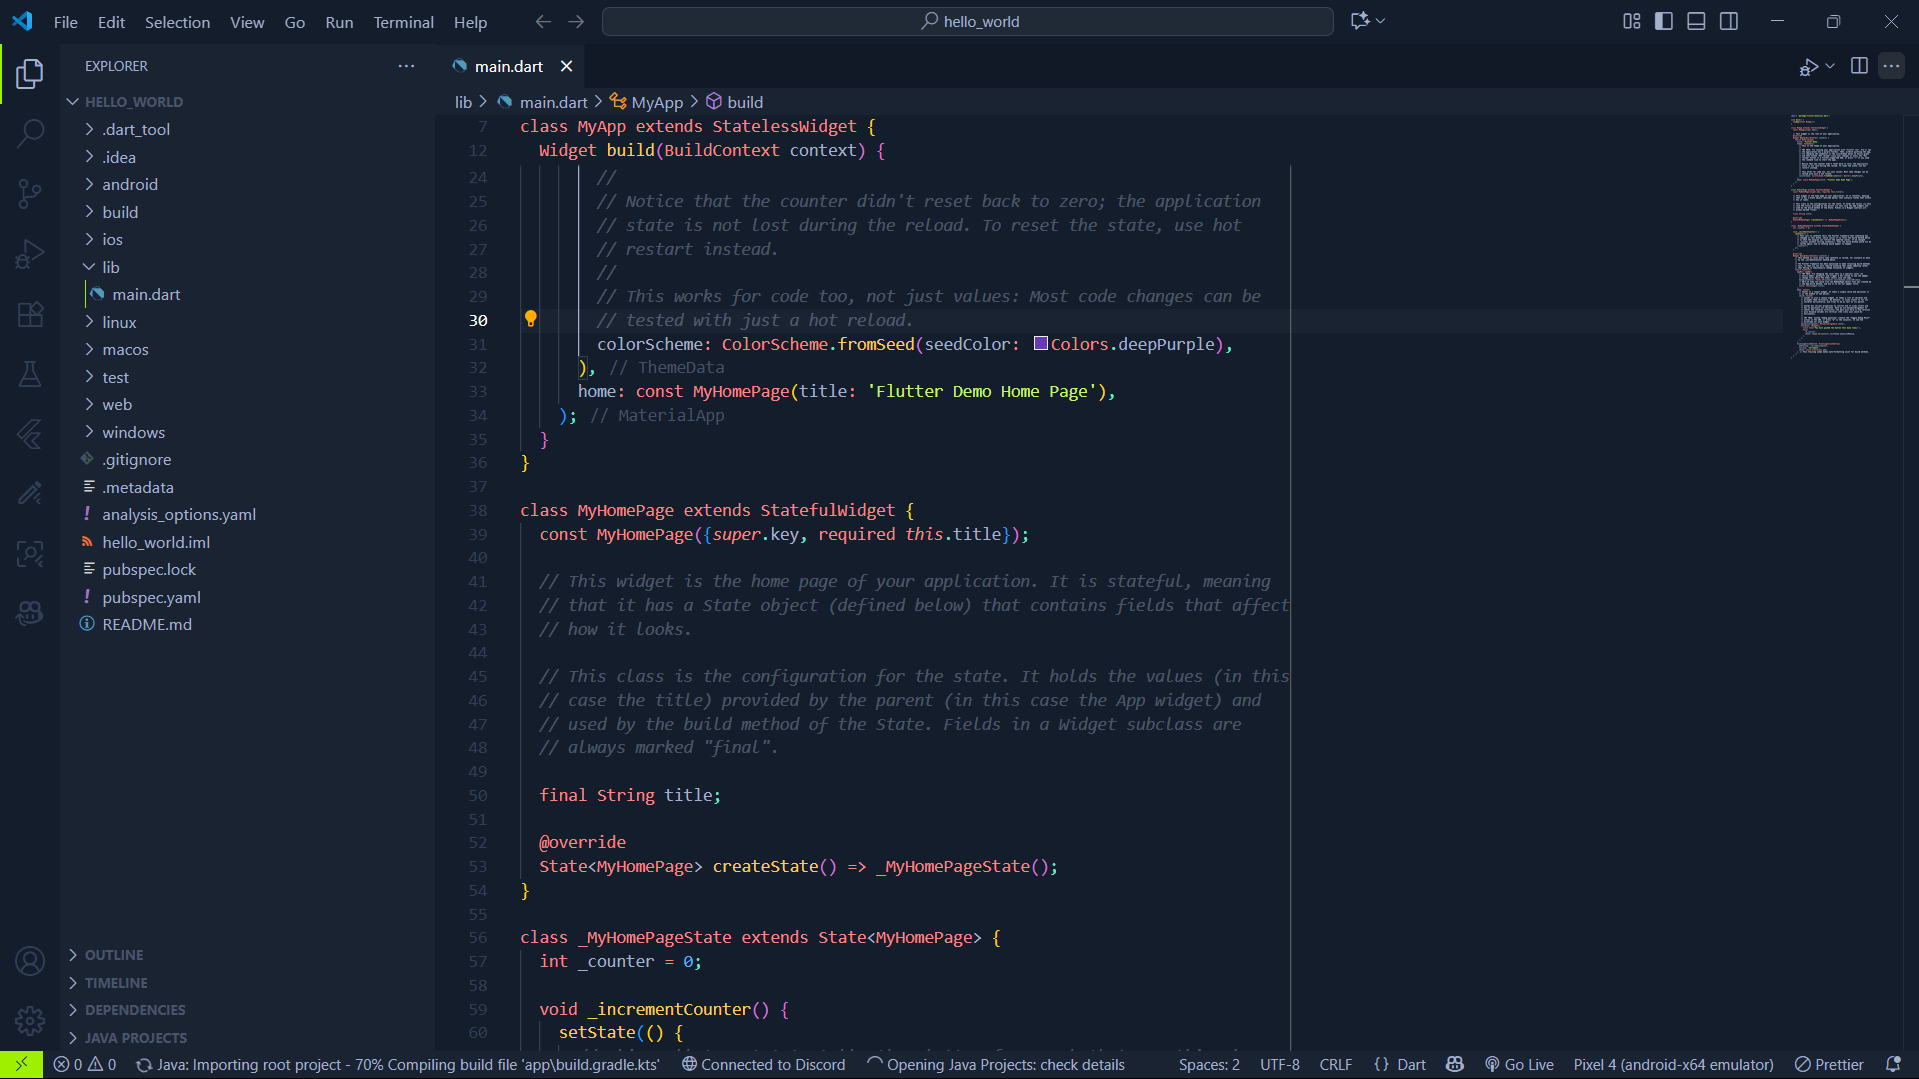 File Edit Selection View Go Run Terminal Help
hello_world
EXPLORER
HELLO_WORLD
.dart_tool
.idea
android
build
ios
lib
main.dart
linux
macos
test
web
windows
.gitignore
.metadata
analysis_options.yaml
hello_world.iml
pubspec.lock
pubspec.yaml
README.md
OUTLINE
TIMELINE
DEPENDENCIES
JAVA PROJECTS
main.dart
lib > main.dart > MyApp > build
7 class MyApp extends StatelessWidget {
12 Widget build(BuildContext context) {
24 //
25 // Notice that the counter didn't reset back to zero; the application
26 // state is not lost during the reload. To reset the state, use hot
27 // restart instead.
28 //
29 // This works for code too, not just values: Most code changes can be
30 // tested with just a hot reload.
31 colorScheme: ColorScheme.fromSeed(seedColor: Colors.deepPurple),
32 ), // ThemeData
33 home: const MyHomePage(title: 'Flutter Demo Home Page'),
34 ); // MaterialApp
35 }
36 }
37
38 class MyHomePage extends StatefulWidget {
39 const MyHomePage({super.key, required this.title});
40
41 // This widget is the home page of your application. It is stateful, meaning
42 // that it has a State object (defined below) that contains fields that affect
43 // how it looks.
44
45 // This class is the configuration for the state. It holds the values (in this
46 // case the title) provided by the parent (in this case the App widget) and
47 // used by the build method of the State. Fields in a Widget subclass are
48 // always marked "final".
49
50 final String title;
51
52 @override
53 State<MyHomePage> createState() => _MyHomePageState();
54 }
55
56 class _MyHomePageState extends State<MyHomePage> {
57 int _counter = 0;
58
59 void _incrementCounter() {
60 setState(() {
0 0 Java: Importing root project - 70% Compiling build file 'app\build.gradle.kts' Connected to Discord Opening Java Projects: check details Spaces: 2 UTF-8 CRLF {} Dart Go Live Pixel 4 (android-x64 emulator) Prettier